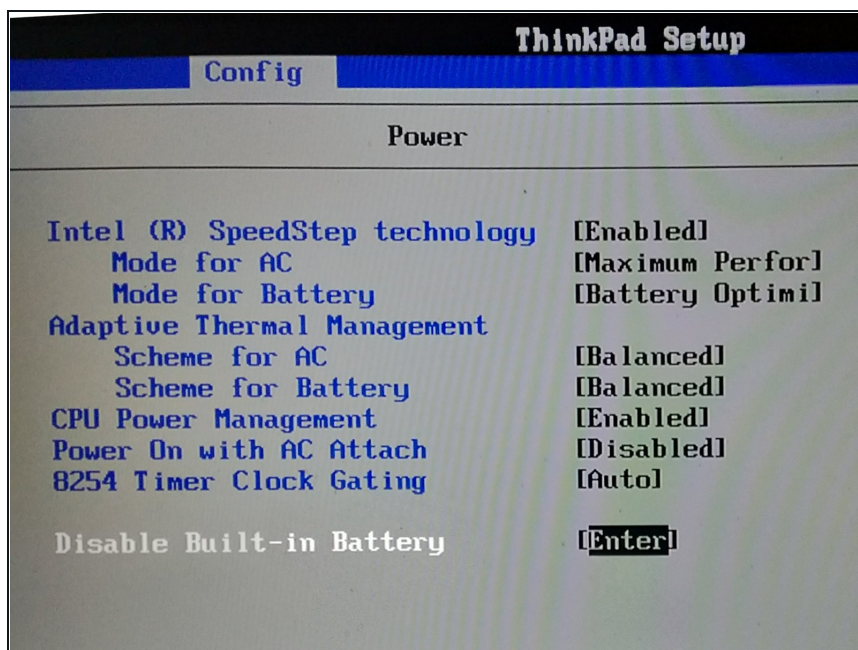 ThinkPad Setup
Config
Power
Intel (R) SpeedStep technology [Enabled]
Mode for AC [Maximum Perfor]
Mode for Battery [Battery Optimi]
Adaptive Thermal Management
Scheme for AC [Balanced]
Scheme for Battery [Balanced]
CPU Power Management [Enabled]
Power On with AC Attach [Disabled]
8254 Timer Clock Gating [Auto]
Disable Built-in Battery [Enter]